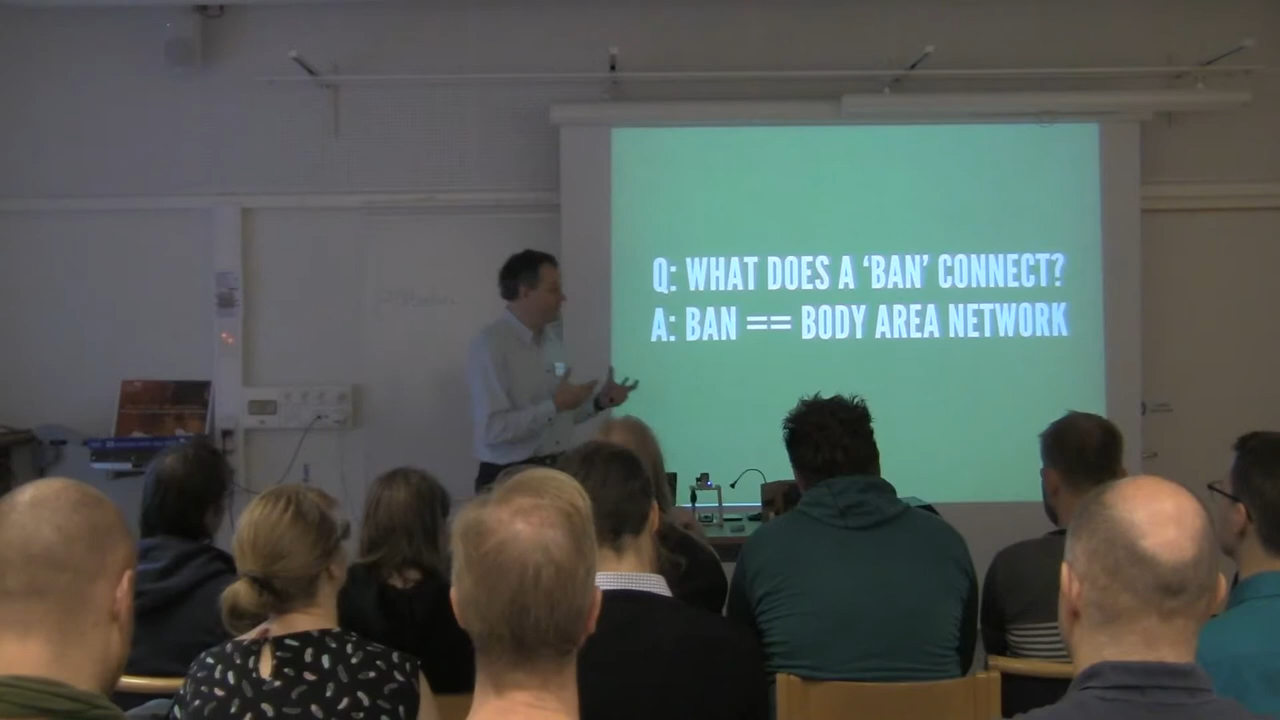 Q: WHAT DOES A ‘BAN’ CONNECT?
A: BAN == BODY AREA NETWORK